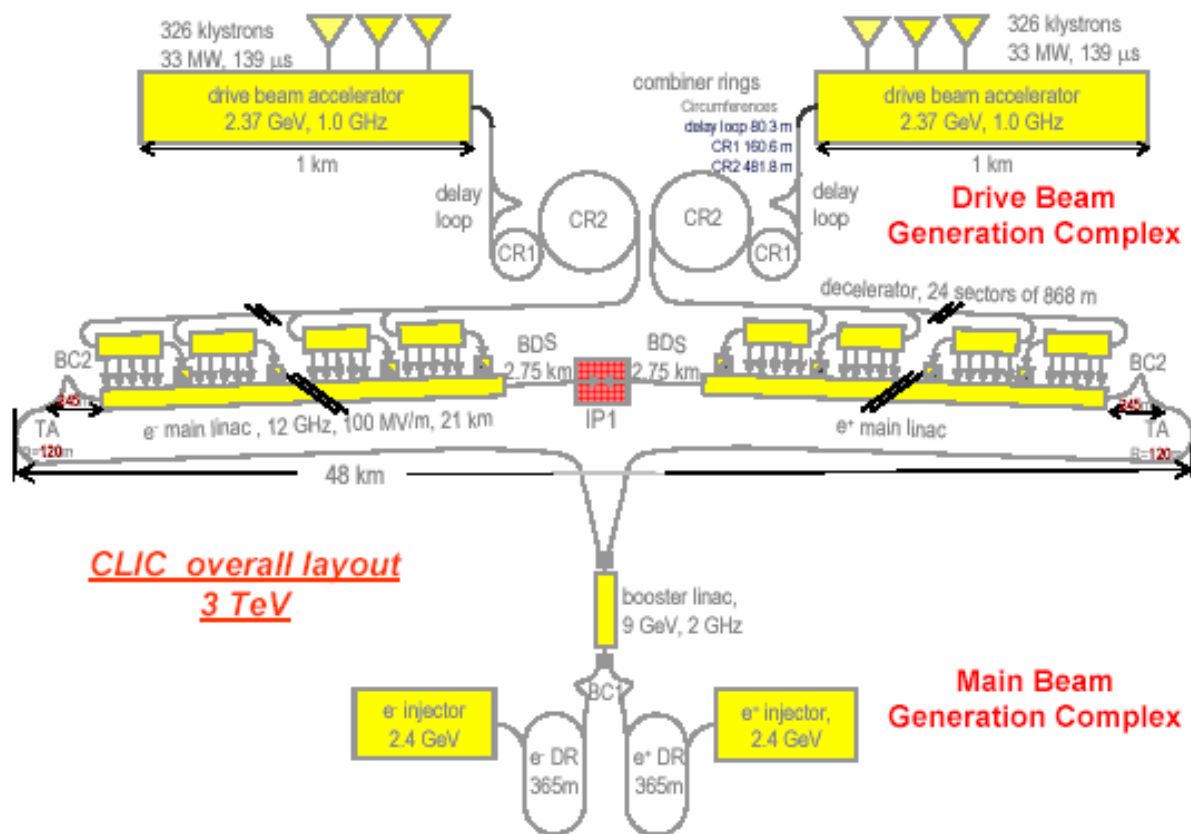 326 klystrons
33 MW, 139 μs
drive beam accelerator
2.37 GeV, 1.0 GHz
1 km
combiner rings
Circumferences
delay loop 80.3 m
CR1 160.6 m
CR2 481.8 m
326 klystrons
33 MW, 139 μs
drive beam accelerator
2.37 GeV, 1.0 GHz
1 km
delay
loop
CR2
CR1
CR2
CR1
delay
loop
Drive Beam
Generation Complex
decelerator, 24 sectors of 868 m
BC2
BDS
2.75 km
BDS
2.75 km
BC2
245m
IP1
245m
TA
R=120m
e- main linac , 12 GHz, 100 MV/m, 21 km
e+ main linac
TA
R=120m
48 km
CLIC overall layout
3 TeV
booster linac,
9 GeV, 2 GHz
BC1
Main Beam
Generation Complex
e- injector
2.4 GeV
e+ injector,
2.4 GeV
e- DR
365m
e+ DR
365m